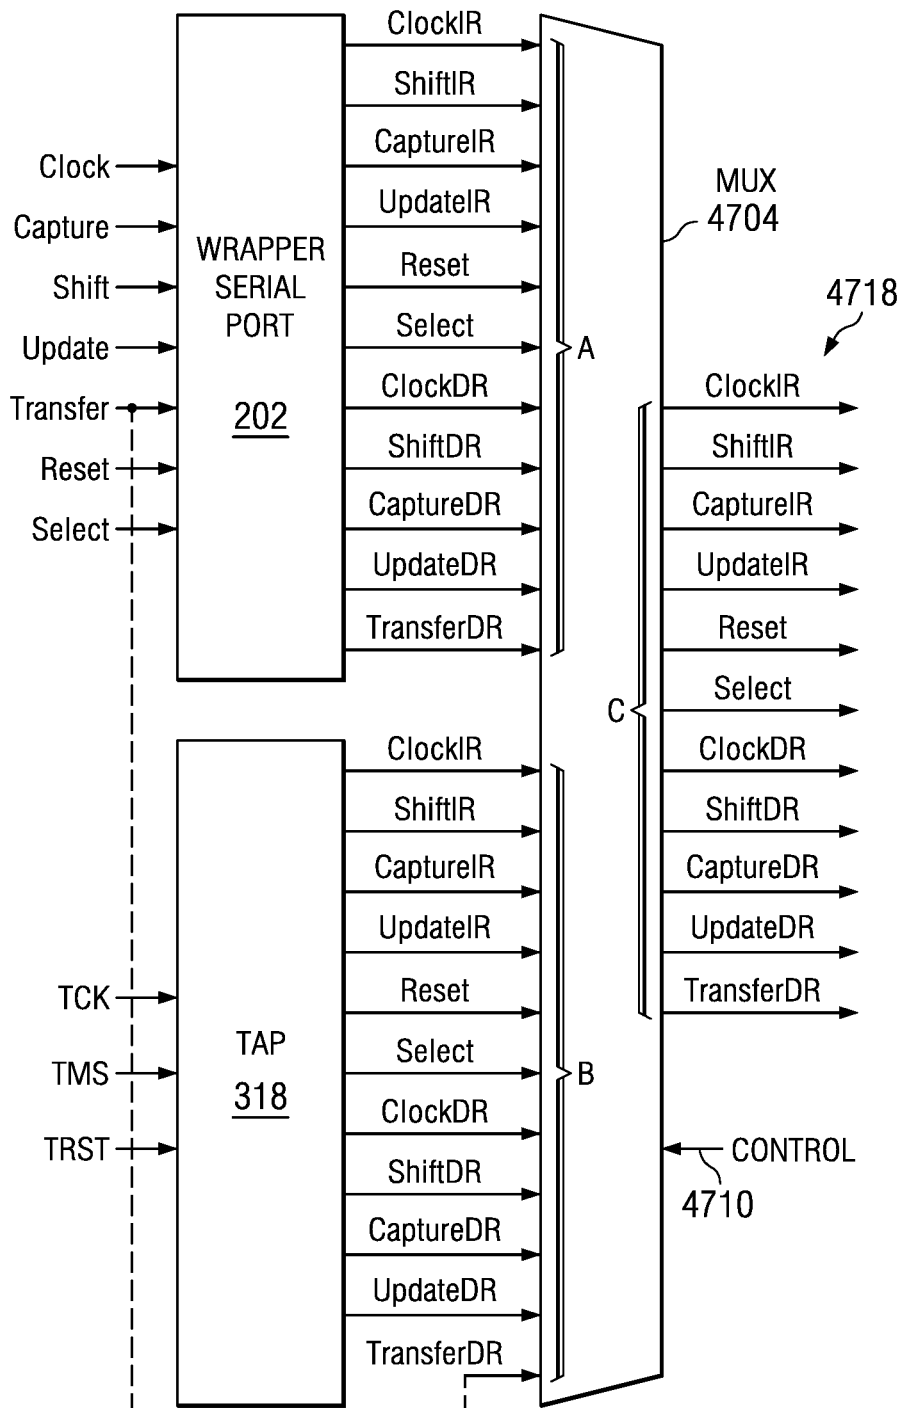 Clock
Capture
Shift
Update
Transfer
Reset
Select
WRAPPER
SERIAL
PORT
202
ClockIR
ShiftIR
CaptureIR
UpdateIR
Reset
Select
ClockDR
ShiftDR
CaptureDR
UpdateDR
TransferDR
A
MUX
4704
4718
C
ClockIR
ShiftIR
CaptureIR
UpdateIR
Reset
Select
ClockDR
ShiftDR
CaptureDR
UpdateDR
TransferDR
TCK
TMS
TRST
TAP
318
ClockIR
ShiftIR
CaptureIR
UpdateIR
Reset
Select
ClockDR
ShiftDR
CaptureDR
UpdateDR
TransferDR
B
CONTROL
4710